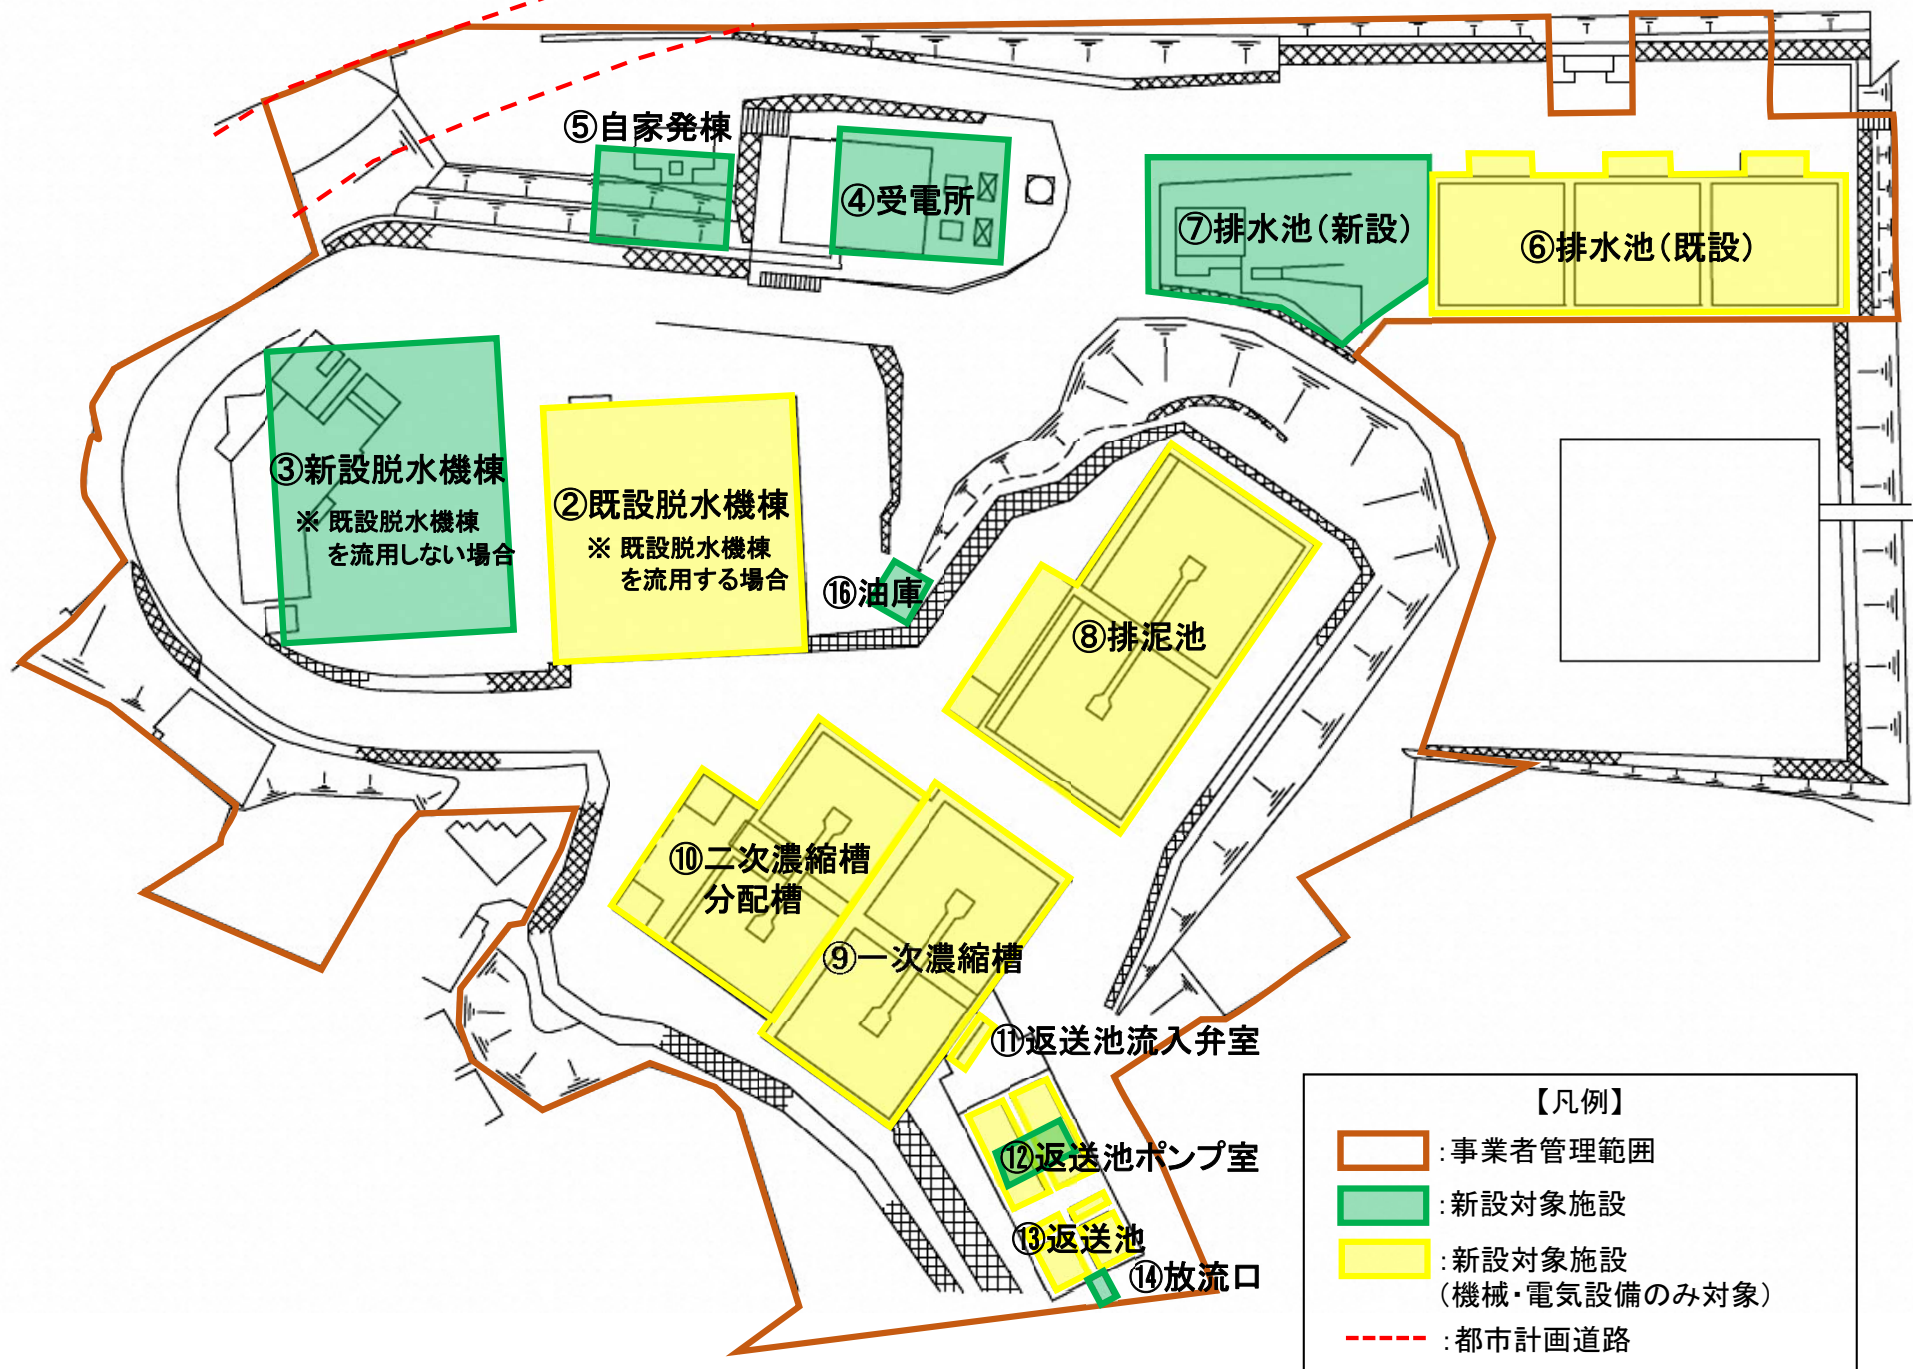 ⑤自家発棟
④受電所
⑦排水池(新設)
⑥排水池(既設)
③新設脱水機棟
※ 既設脱水機棟
を流用しない場合
②既設脱水機棟
※ 既設脱水機棟
を流用する場合
⑯油庫
⑧排泥池
⑩二次濃縮槽
分配槽
⑨一次濃縮槽
⑪返送池流入弁室
⑫返送池ポンプ室
⑬返送池
⑭放流口
【凡例】
:事業者管理範囲
:新設対象施設
:新設対象施設
(機械・電気設備のみ対象)
:都市計画道路